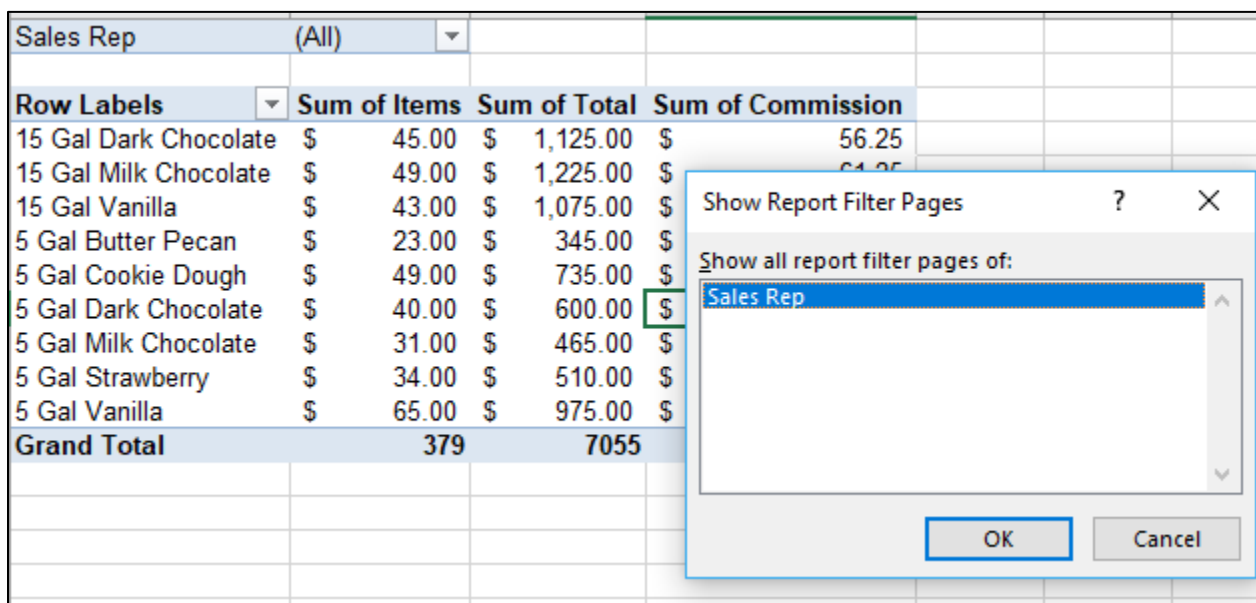 Sales Rep (All)
Row Labels Sum of Items Sum of Total Sum of Commission
15 Gal Dark Chocolate $ 45.00 $ 1,125.00 $ 56.25
15 Gal Milk Chocolate $ 49.00 $ 1,225.00 $ 61.25
15 Gal Vanilla $ 43.00 $ 1,075.00 $
5 Gal Butter Pecan $ 23.00 $ 345.00 $
5 Gal Cookie Dough $ 49.00 $ 735.00 $
5 Gal Dark Chocolate $ 40.00 $ 600.00 $
5 Gal Milk Chocolate $ 31.00 $ 465.00 $
5 Gal Strawberry $ 34.00 $ 510.00 $
5 Gal Vanilla $ 65.00 $ 975.00 $
Grand Total 379 7055
Show Report Filter Pages ?
Show all report filter pages of:
Sales Rep
OK Cancel